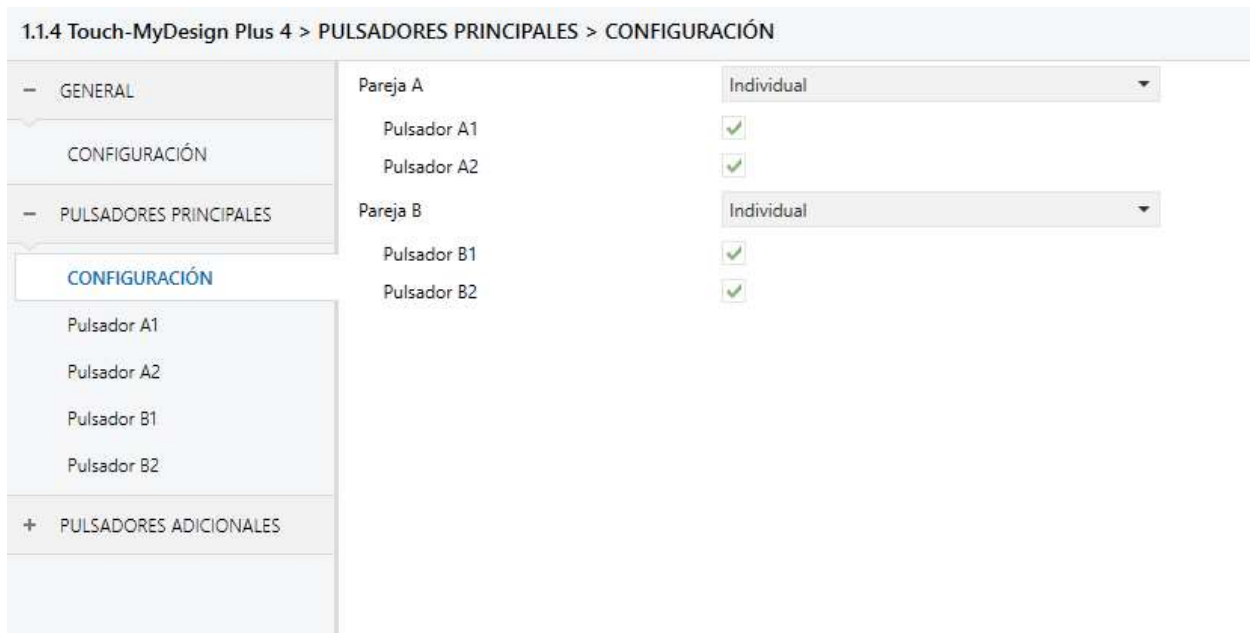 1.1.4 Touch-MyDesign Plus 4 > PULSADORES PRINCIPALES > CONFIGURACIÓN
GENERAL
CONFIGURACIÓN
PULSADORES PRINCIPALES
CONFIGURACIÓN
Pulsador A1
Pulsador A2
Pulsador B1
Pulsador B2
PULSADORES ADICIONALES
Pareja A Individual
Pulsador A1
Pulsador A2
Pareja B Individual
Pulsador B1
Pulsador B2